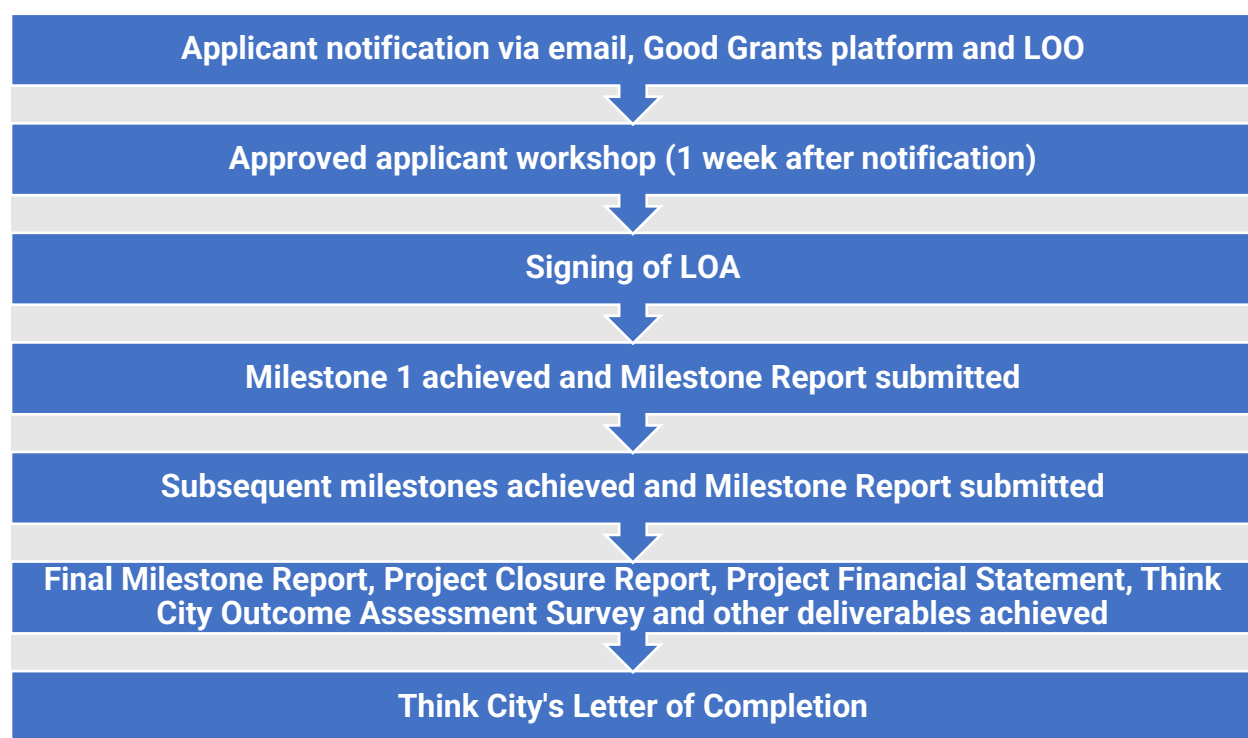 Applicant notification via email, Good Grants platform and LOO
Approved applicant workshop (1 week after notification)
Signing of LOA
Milestone 1 achieved and Milestone Report submitted
Subsequent milestones achieved and Milestone Report submitted
Final Milestone Report, Project Closure Report, Project Financial Statement, Think
City Outcome Assessment Survey and other deliverables achieved
Think City's Letter of Completion